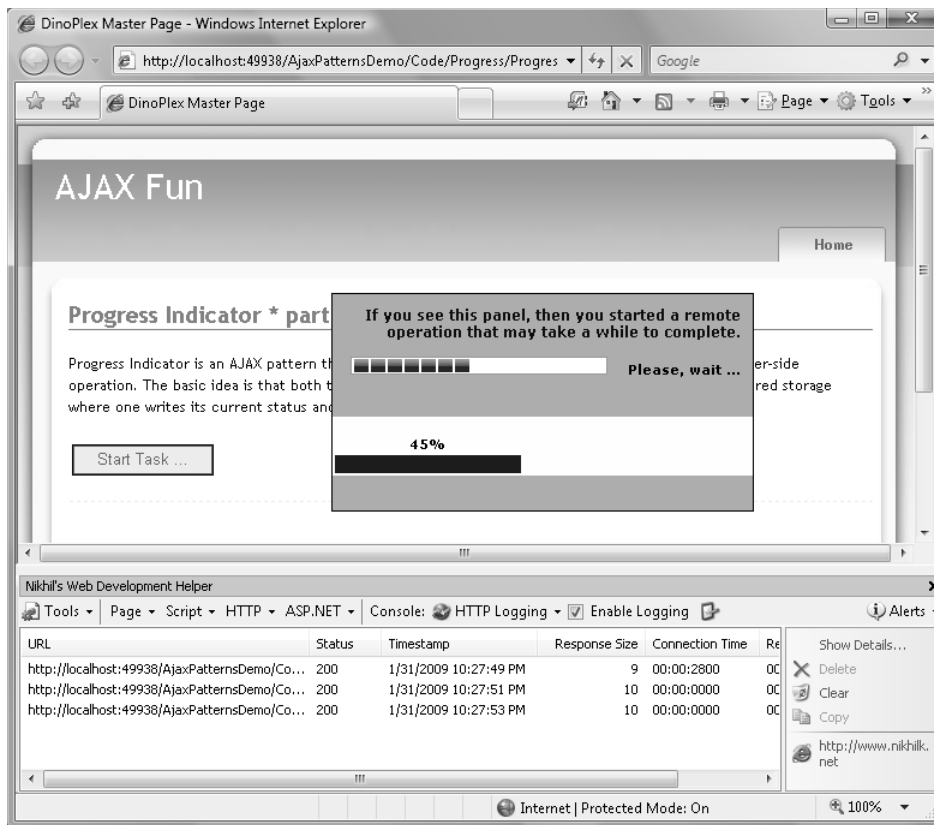 DinoPlex Master Page - Windows Internet Explorer
http://localhost:49938/AjaxPatternsDemo/Code/Progress/Progres
Google
DinoPlex Master Page
Page
Tools
AJAX Fun
Home
Progress Indicator * part
If you see this panel, then you started a remote
operation that may take a while to complete.
Please, wait ...
Progress Indicator is an AJAX pattern th
er-side
operation. The basic idea is that both t
red storage
where one writes its current status and
45%
Start Task ...
Nikhil's Web Development Helper
Tools Page Script HTTP ASP.NET Console: HTTP Logging Enable Logging Alerts
URL Status Timestamp Response Size Connection Time Re
http://localhost:49938/AjaxPatternsDemo/Co... 200 1/31/2009 10:27:49 PM 9 00:00:2800 00
http://localhost:49938/AjaxPatternsDemo/Co... 200 1/31/2009 10:27:51 PM 10 00:00:0000 00
http://localhost:49938/AjaxPatternsDemo/Co... 200 1/31/2009 10:27:53 PM 10 00:00:0000 00
Show Details...
Delete
Clear
Copy
http://www.nikhilk.
net
Internet | Protected Mode: On
100%